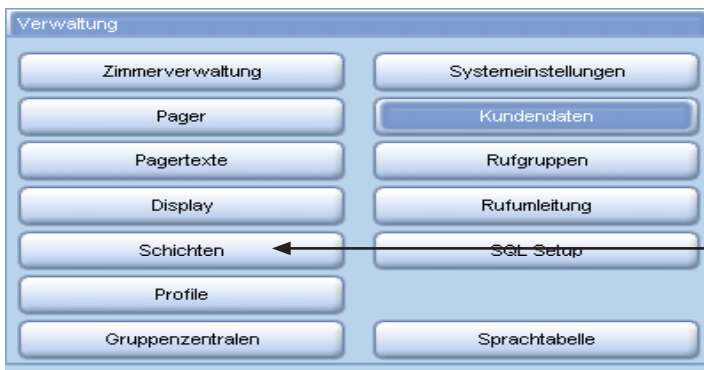 Verwaltung
Zimmerverwaltung
Systemeinstellungen
Pager
Kundendaten
Pagertexte
Rufgruppen
Display
Rufumleitung
Schichten
SQL Setup
Profile
Gruppenzentralen
Sprachtabelle